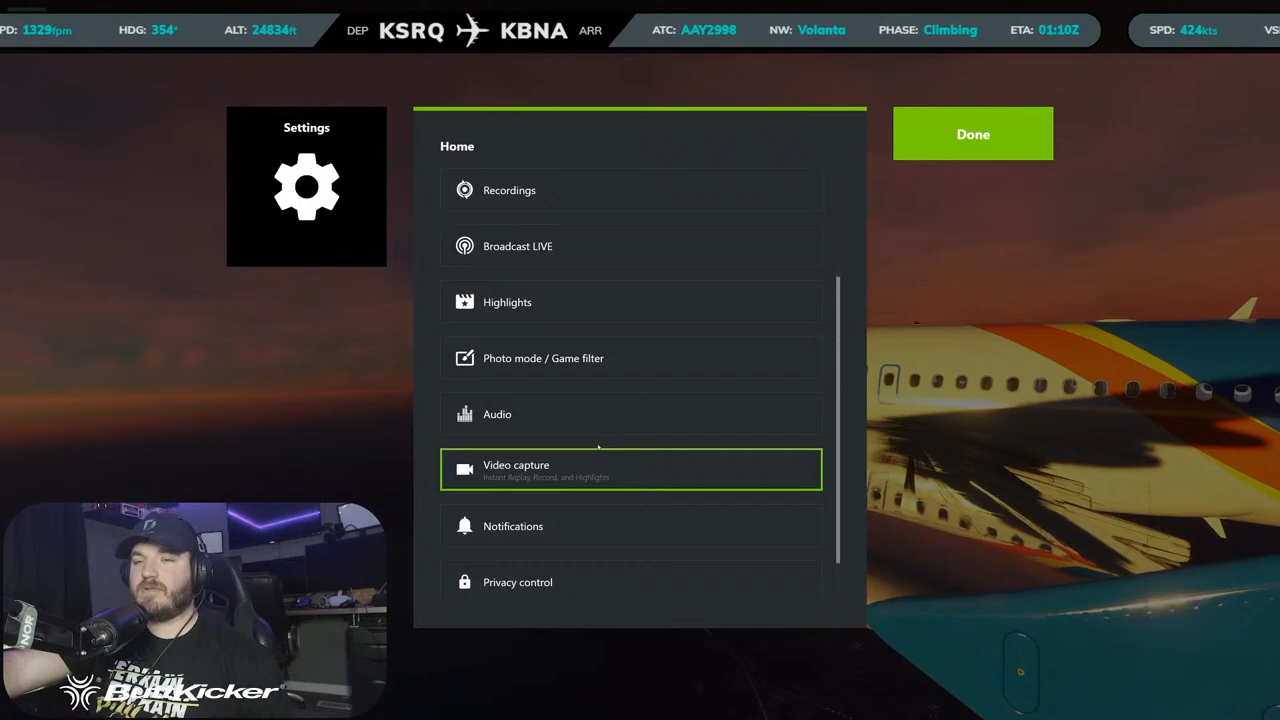 PD: 1329fpm HDG: 354° ALT: 24834ft DEP KSRQ KBNA ARR ATC: AAY2998 NW: Volanta PHASE: Climbing ETA: 01:10Z SPD: 424kts VS
Settings
Done
Home
Recordings
Broadcast LIVE
Highlights
Photo mode / Game filter
Audio
Video capture
Instant Replay, Record, and Highlights
Notifications
Privacy control
ButtKicker